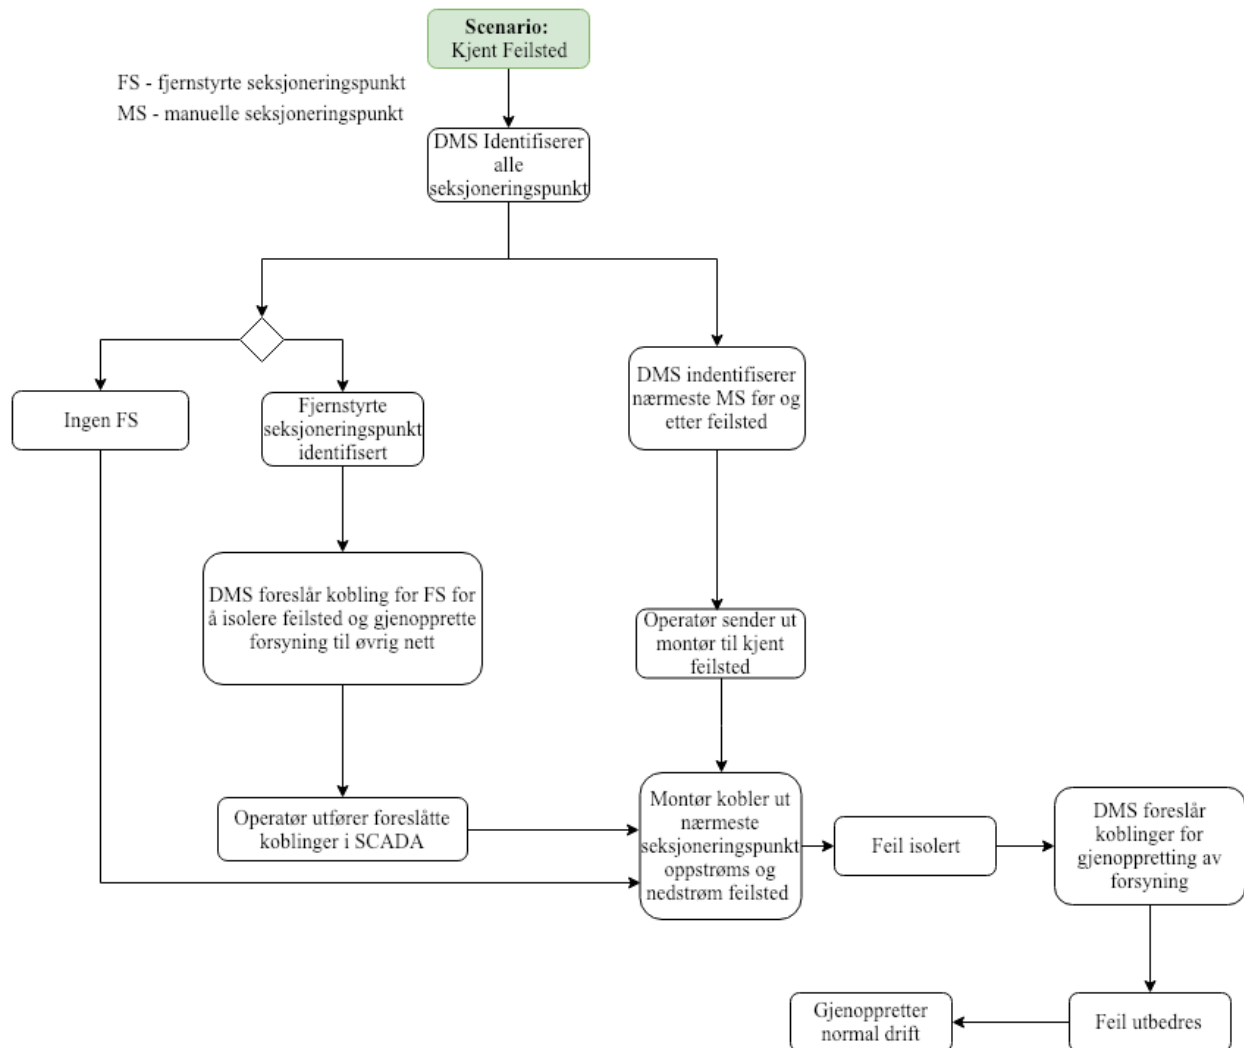 Scenario:
Kjent Feilsted
FS - fjernstyrte seksjoneringspunkt
MS - manuelle seksjoneringspunkt
DMS Identifiserer
alle
seksjoneringspunkt
Ingen FS
Fjernstyrte
seksjoneringspunkt
identifisert
DMS indentifiserer
nærmeste MS før og
etter feilsted
DMS foreslår kobling for FS for
å isolere feilsted og gjenopprette
forsyning til øvrig nett
Operatør sender ut
montør til kjent
feilsted
Operatør utfører foreslåtte
koblinger i SCADA
Montør kobler ut
nærmeste
seksjoneringspunkt
oppstrøms og
nedstrøm feilsted
Feil isolert
DMS foreslår
koblinger for
gjenoppretting av
forsyning
Feil utbedres
Gjenoppretter
normal drift